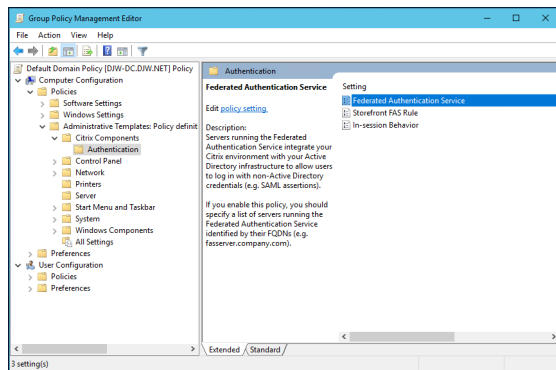 Group Policy Management Editor
File Action View Help
Default Domain Policy [DJW-DC.DJW.NET] Policy
Computer Configuration
Policies
Software Settings
Windows Settings
Administrative Templates: Policy definit
Citrix Components
Authentication
Control Panel
Network
Printers
Server
Start Menu and Taskbar
System
Windows Components
All Settings
Preferences
User Configuration
Policies
Preferences
Authentication
Federated Authentication Service
Edit policy setting
Description:
Servers running the Federated
Authentication Service integrate your
Citrix environment with your Active
Directory infrastructure to allow users
to log in with non-Active Directory
credentials (e.g. SAML assertions).
If you enable this policy, you should
specify a list of servers running the
Federated Authentication Service
identified by their FQDNs (e.g.
fasserver.company.com).
Setting
Federated Authentication Service
Storefront FAS Rule
In-session Behavior
Extended Standard
3 setting(s)